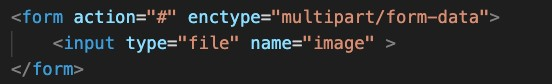 <form action="#" enctype="multipart/form-data">
    <input type="file" name="image" >
</form>